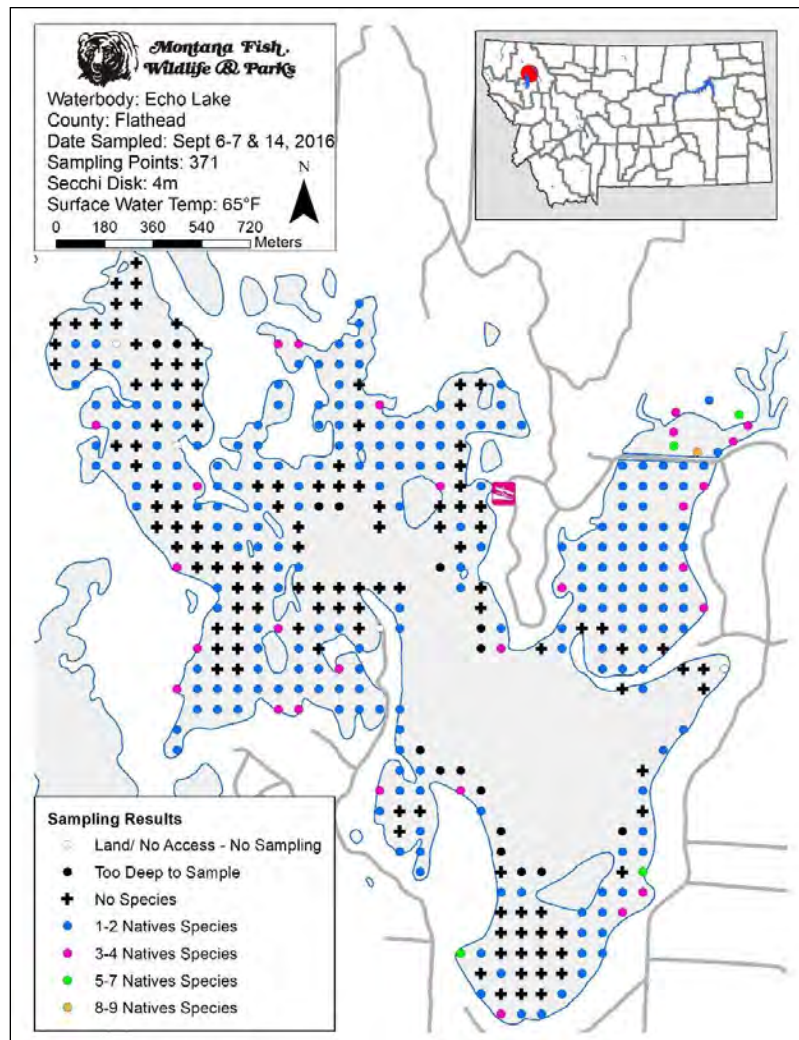 Montana Fish,
Wildlife & Parks
Waterbody: Echo Lake
County: Flathead
Date Sampled: Sept 6-7 & 14, 2016
Sampling Points: 371
Secchi Disk: 4m
Surface Water Temp: 65°F
N
0 180 360 540 720
Meters
Sampling Results
Land/ No Access - No Sampling
Too Deep to Sample
No Species
1-2 Natives Species
3-4 Natives Species
5-7 Natives Species
8-9 Natives Species